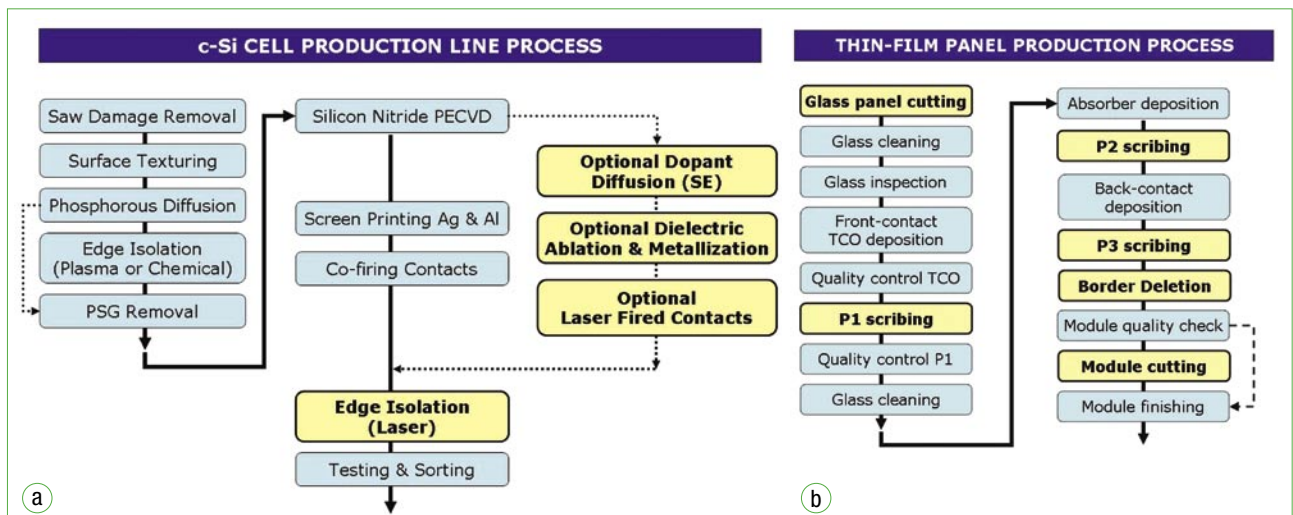 c-Si CELL PRODUCTION LINE PROCESS
Saw Damage Removal
Surface Texturing
Phosphorous Diffusion
Edge Isolation
(Plasma or Chemical)
PSG Removal
Silicon Nitride PECVD
Screen Printing Ag & Al
Co-firing Contacts
Optional Dopant
Diffusion (SE)
Optional Dielectric
Ablation & Metallization
Optional
Laser Fired Contacts
Edge Isolation
(Laser)
Testing & Sorting
a
THIN-FILM PANEL PRODUCTION PROCESS
Glass panel cutting
Glass cleaning
Glass inspection
Front-contact
TCO deposition
Quality control TCO
P1 scribing
Quality control P1
Glass cleaning
Absorber deposition
P2 scribing
Back-contact
deposition
P3 scribing
Border Deletion
Module quality check
Module cutting
Module finishing
b